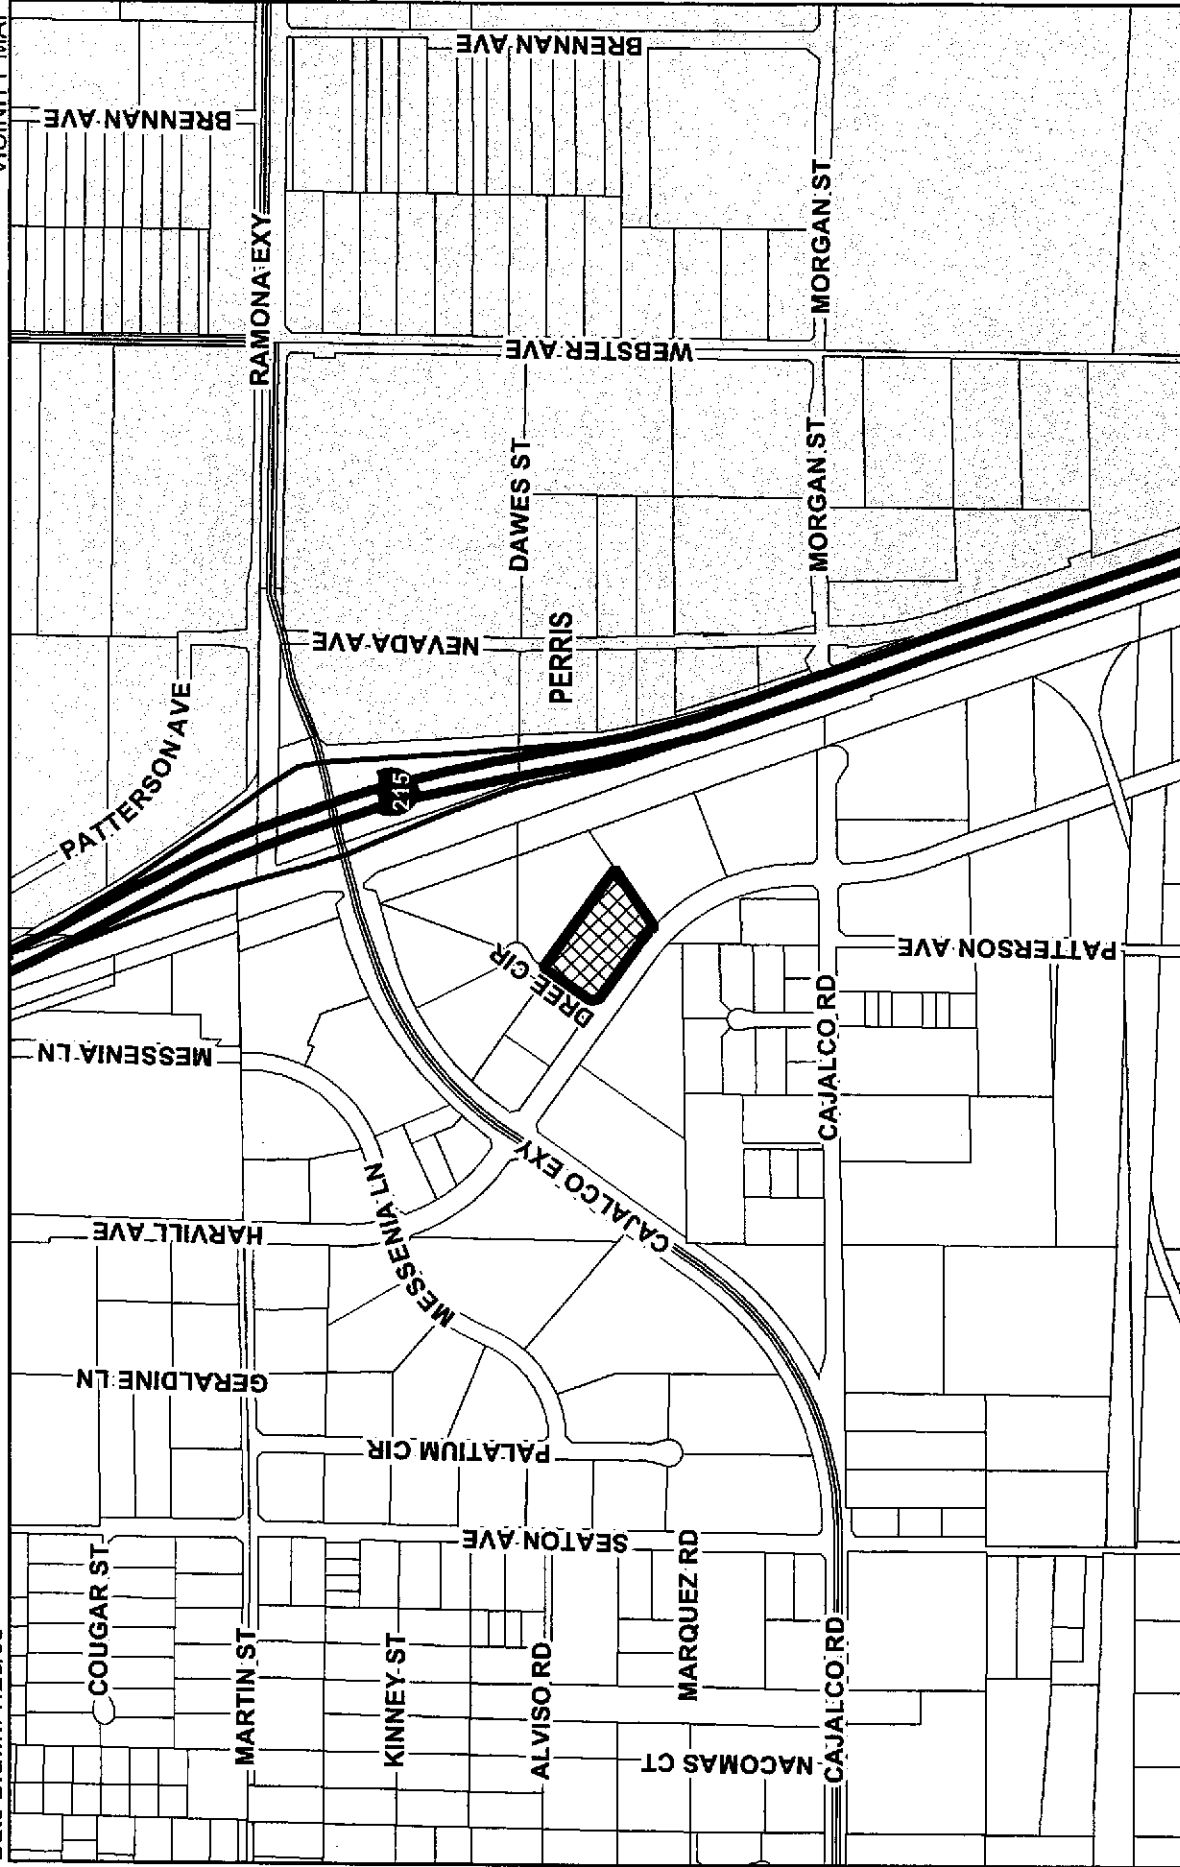 VICINITY MAP
BRENNAN AVE
BRENNAN AVE
RAMONA EXY
MORGAN ST
WEBSTER AVE
DAWES ST
MORGAN ST
NEVADA AVE
PERRIS
PATTERSON AVE
215
DREE CIR
PATTERSON AVE
MESSENIA LN
CAJALCO RD
CAJALCO EXY
MESSENIA LN
HARVILL AVE
GERALDINE LN
PALATIUM CIR
SEATON AVE
COUGAR ST
MARTIN ST
KINNEY ST
ALVISO RD
MARQUEZ RD
NACOMAS CT
CAJALCO RD